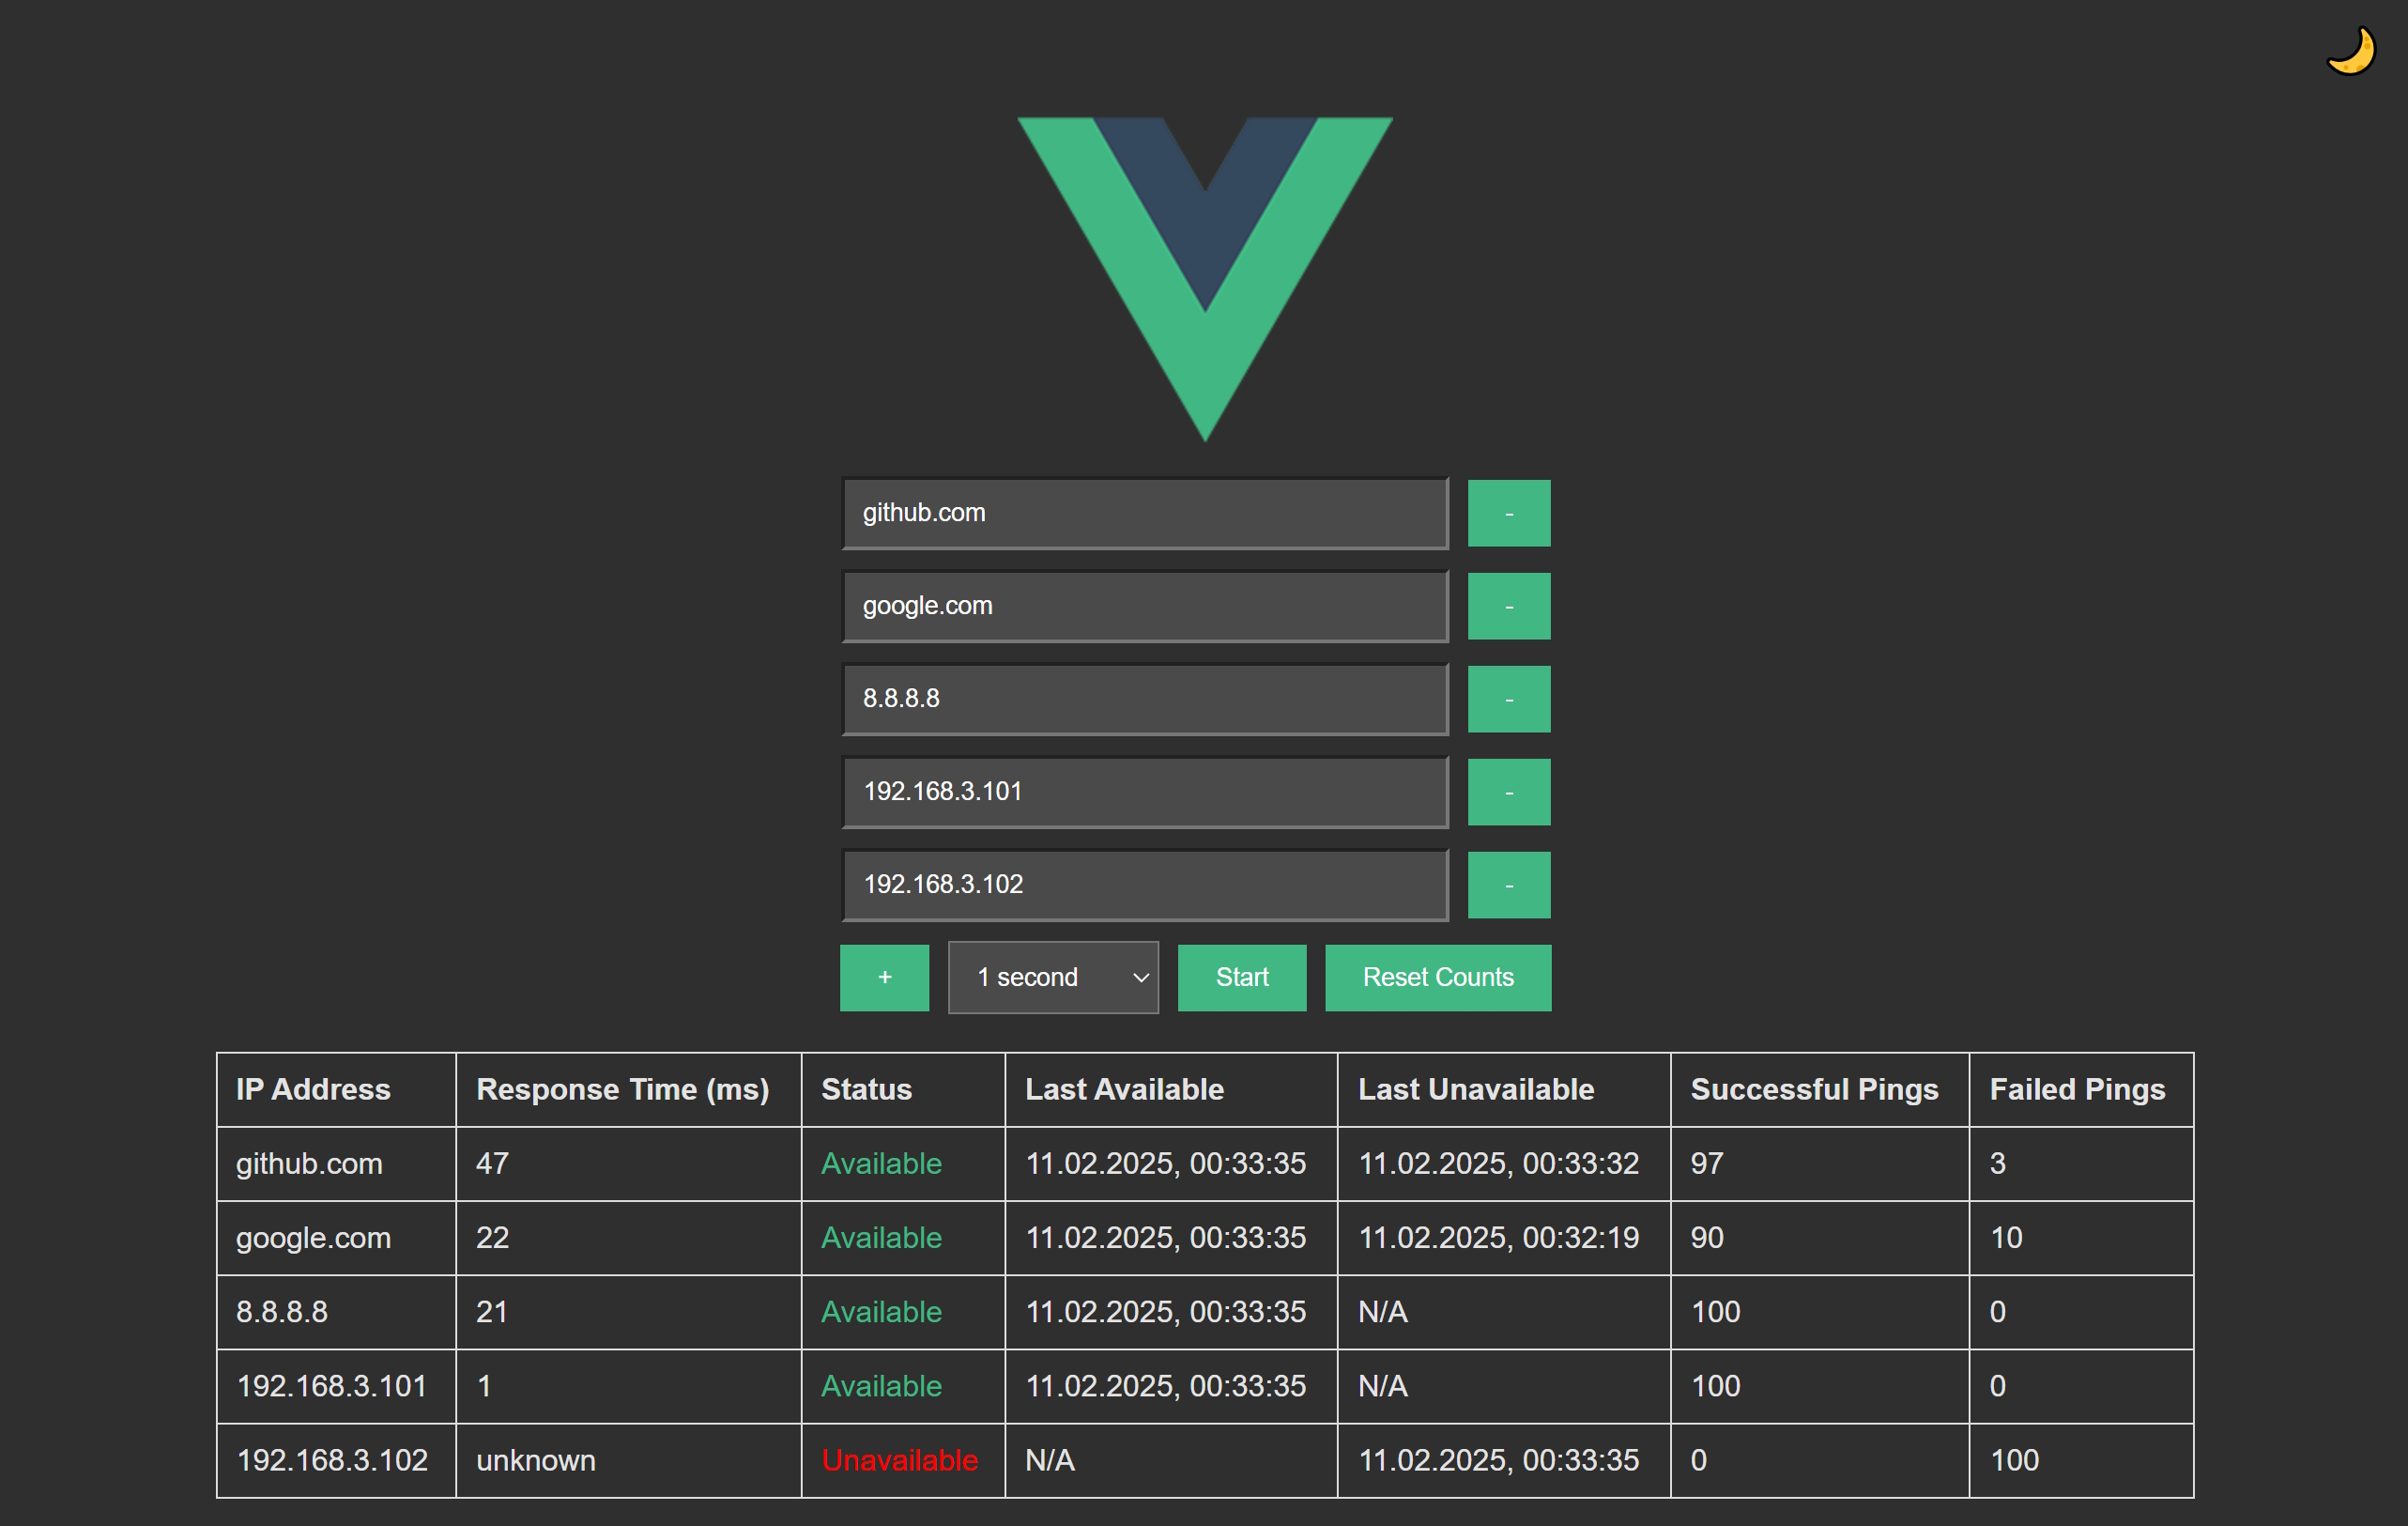 github.com -
google.com -
8.8.8.8 -
192.168.3.101 -
192.168.3.102 -
+ 1 second Start Reset Counts
IP Address Response Time (ms) Status Last Available Last Unavailable Successful Pings Failed Pings
github.com 47 Available 11.02.2025, 00:33:35 11.02.2025, 00:33:32 97 3
google.com 22 Available 11.02.2025, 00:33:35 11.02.2025, 00:32:19 90 10
8.8.8.8 21 Available 11.02.2025, 00:33:35 N/A 100 0
192.168.3.101 1 Available 11.02.2025, 00:33:35 N/A 100 0
192.168.3.102 unknown Unavailable N/A 11.02.2025, 00:33:35 0 100